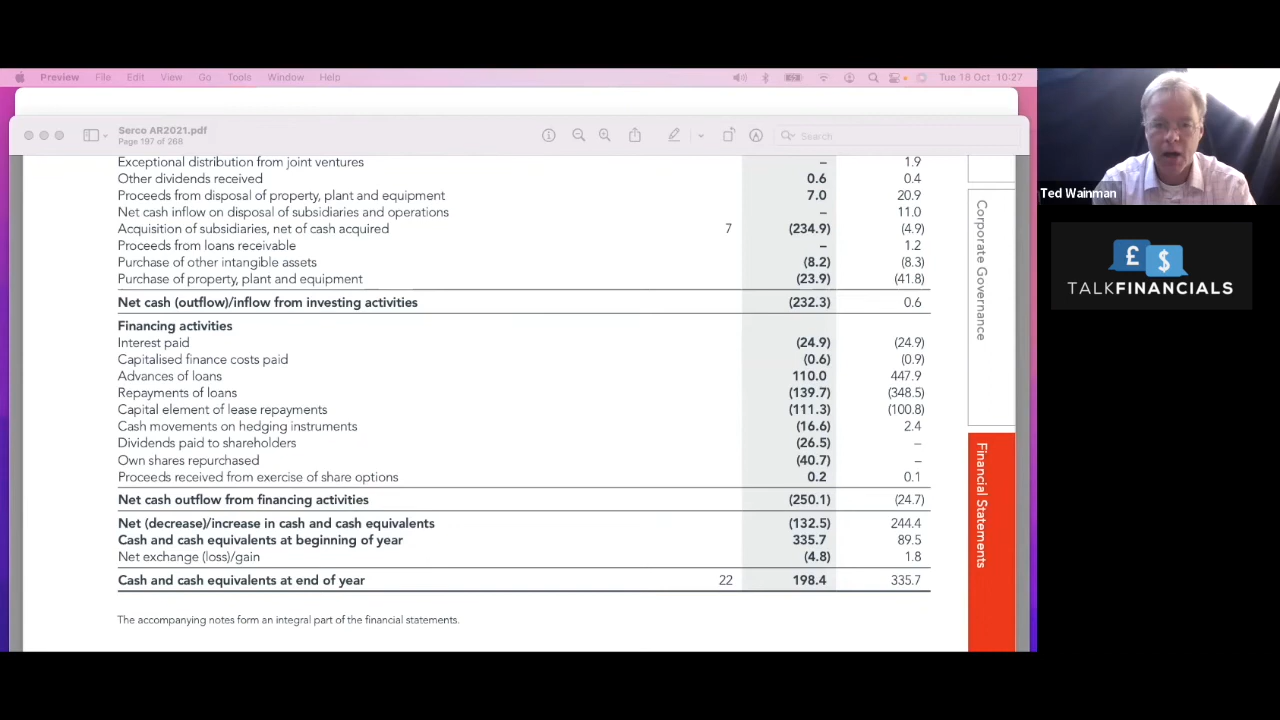 Preview File Edit View Go Tools Window Help Tue 18 Oct 10:27
Serco AR2021.pdf
Page 197 of 268
Search
Exceptional distribution from joint ventures – 1.9
Other dividends received 0.6 0.4
Proceeds from disposal of property, plant and equipment 7.0 20.9
Net cash inflow on disposal of subsidiaries and operations – 11.0
Acquisition of subsidiaries, net of cash acquired 7 (234.9) (4.9)
Proceeds from loans receivable – 1.2
Purchase of other intangible assets (8.2) (8.3)
Purchase of property, plant and equipment (23.9) (41.8)
Net cash (outflow)/inflow from investing activities (232.3) 0.6
Financing activities
Interest paid (24.9) (24.9)
Capitalised finance costs paid (0.6) (0.9)
Advances of loans 110.0 447.9
Repayments of loans (139.7) (348.5)
Capital element of lease repayments (111.3) (100.8)
Cash movements on hedging instruments (16.6) 2.4
Dividends paid to shareholders (26.5) –
Own shares repurchased (40.7) –
Proceeds received from exercise of share options 0.2 0.1
Net cash outflow from financing activities (250.1) (24.7)
Net (decrease)/increase in cash and cash equivalents (132.5) 244.4
Cash and cash equivalents at beginning of year 335.7 89.5
Net exchange (loss)/gain (4.8) 1.8
Cash and cash equivalents at end of year 22 198.4 335.7
The accompanying notes form an integral part of the financial statements.
Corporate Governance
Financial Statements
Ted Wainman
£ $
TALKFINANCIALS